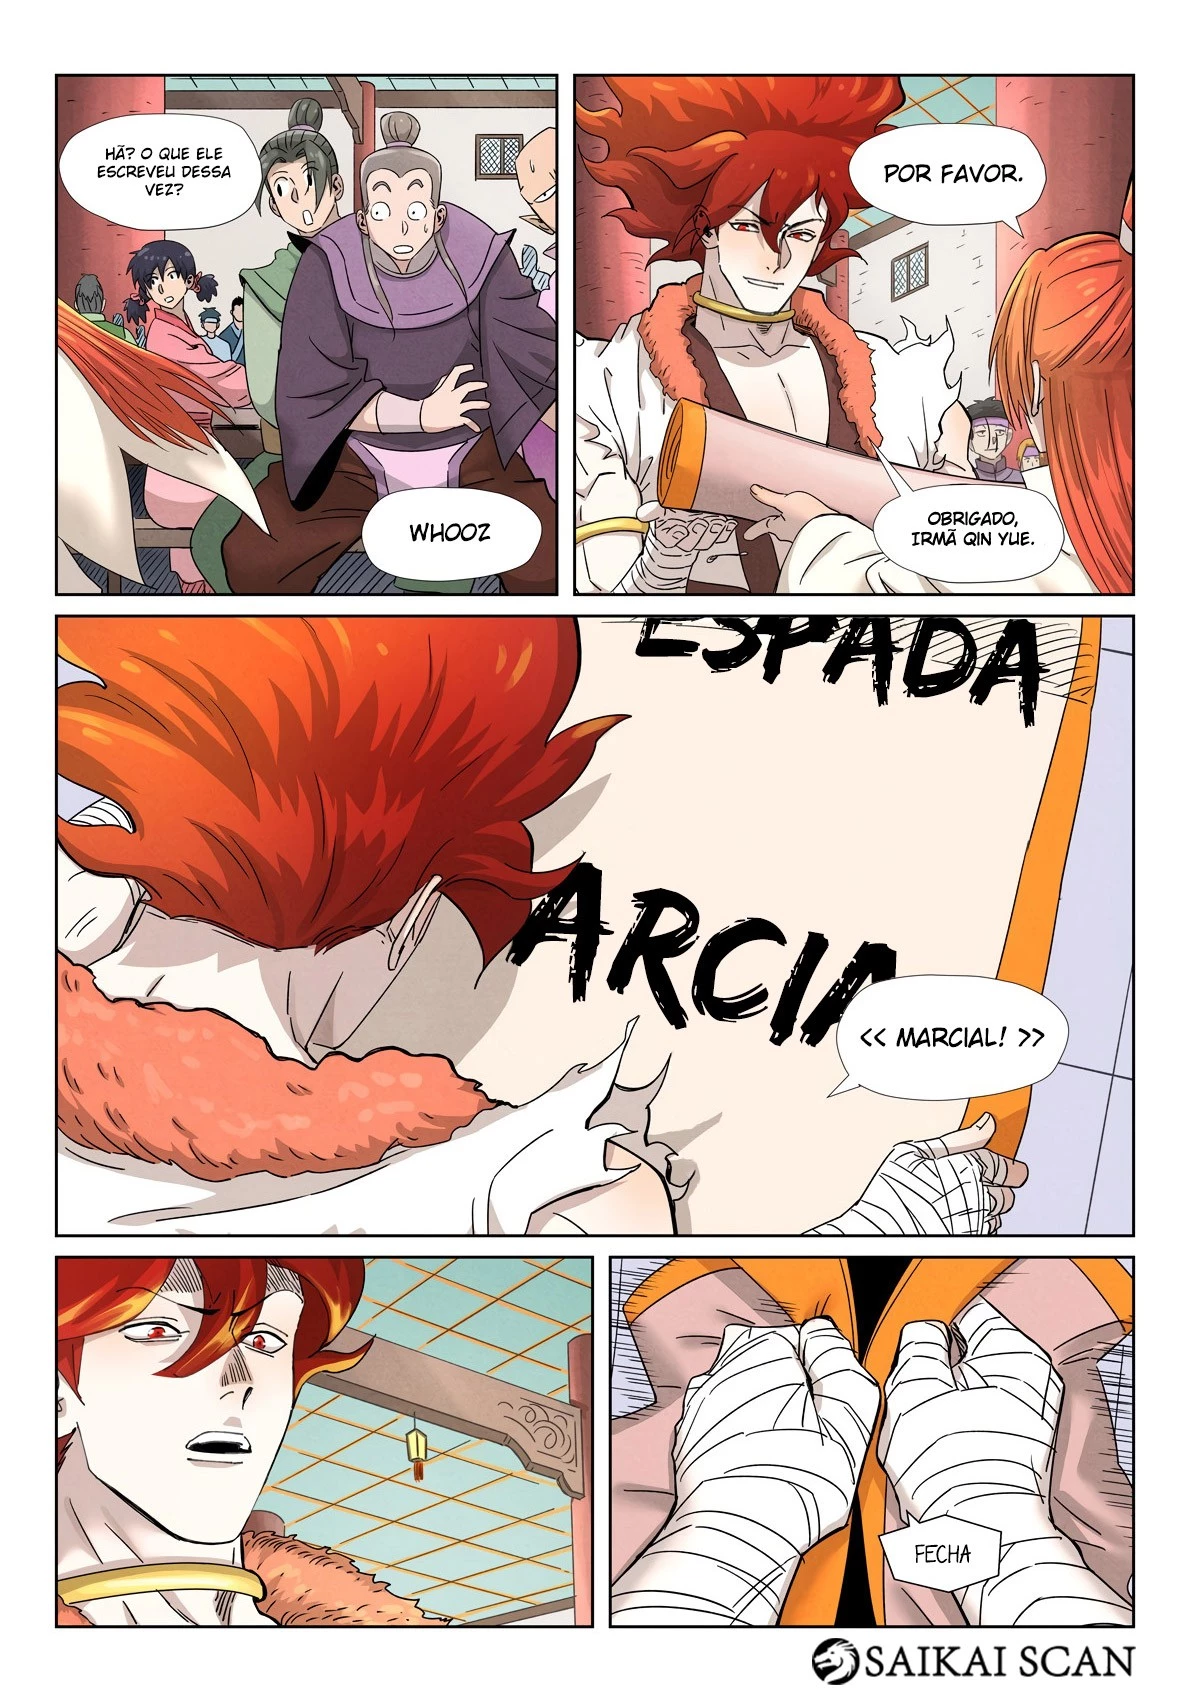 HÃ? O QUE ELE
ESCREVEU DESSA
VEZ?
WHOOZ
POR FAVOR.
OBRIGADO,
IRMÃ QIN YUE.
ESPADA
ARCIA
<< MARCIAL! >>
FECHA
SAIKAI SCAN